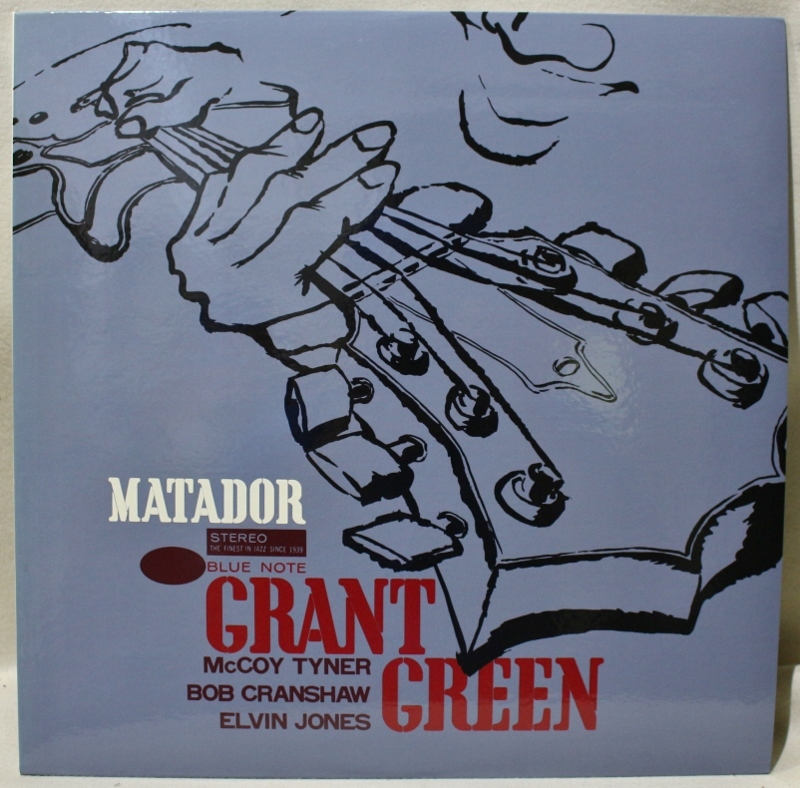 MATADOR
STEREO
THE FINEST IN JAZZ SINCE 1939
BLUE NOTE
GRANT
GREEN
McCOY TYNER
BOB CRANSHAW
ELVIN JONES